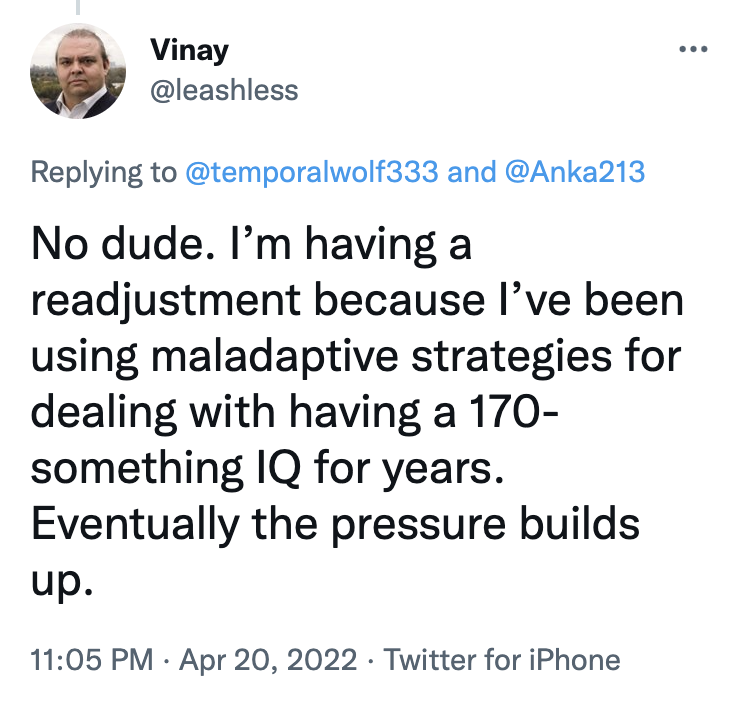 Vinay
@leashless
Replying to @temporalwolf333 and @Anka213
No dude. I’m having a
readjustment because I’ve been
using maladaptive strategies for
dealing with having a 170-
something IQ for years.
Eventually the pressure builds
up.
11:05 PM · Apr 20, 2022 · Twitter for iPhone